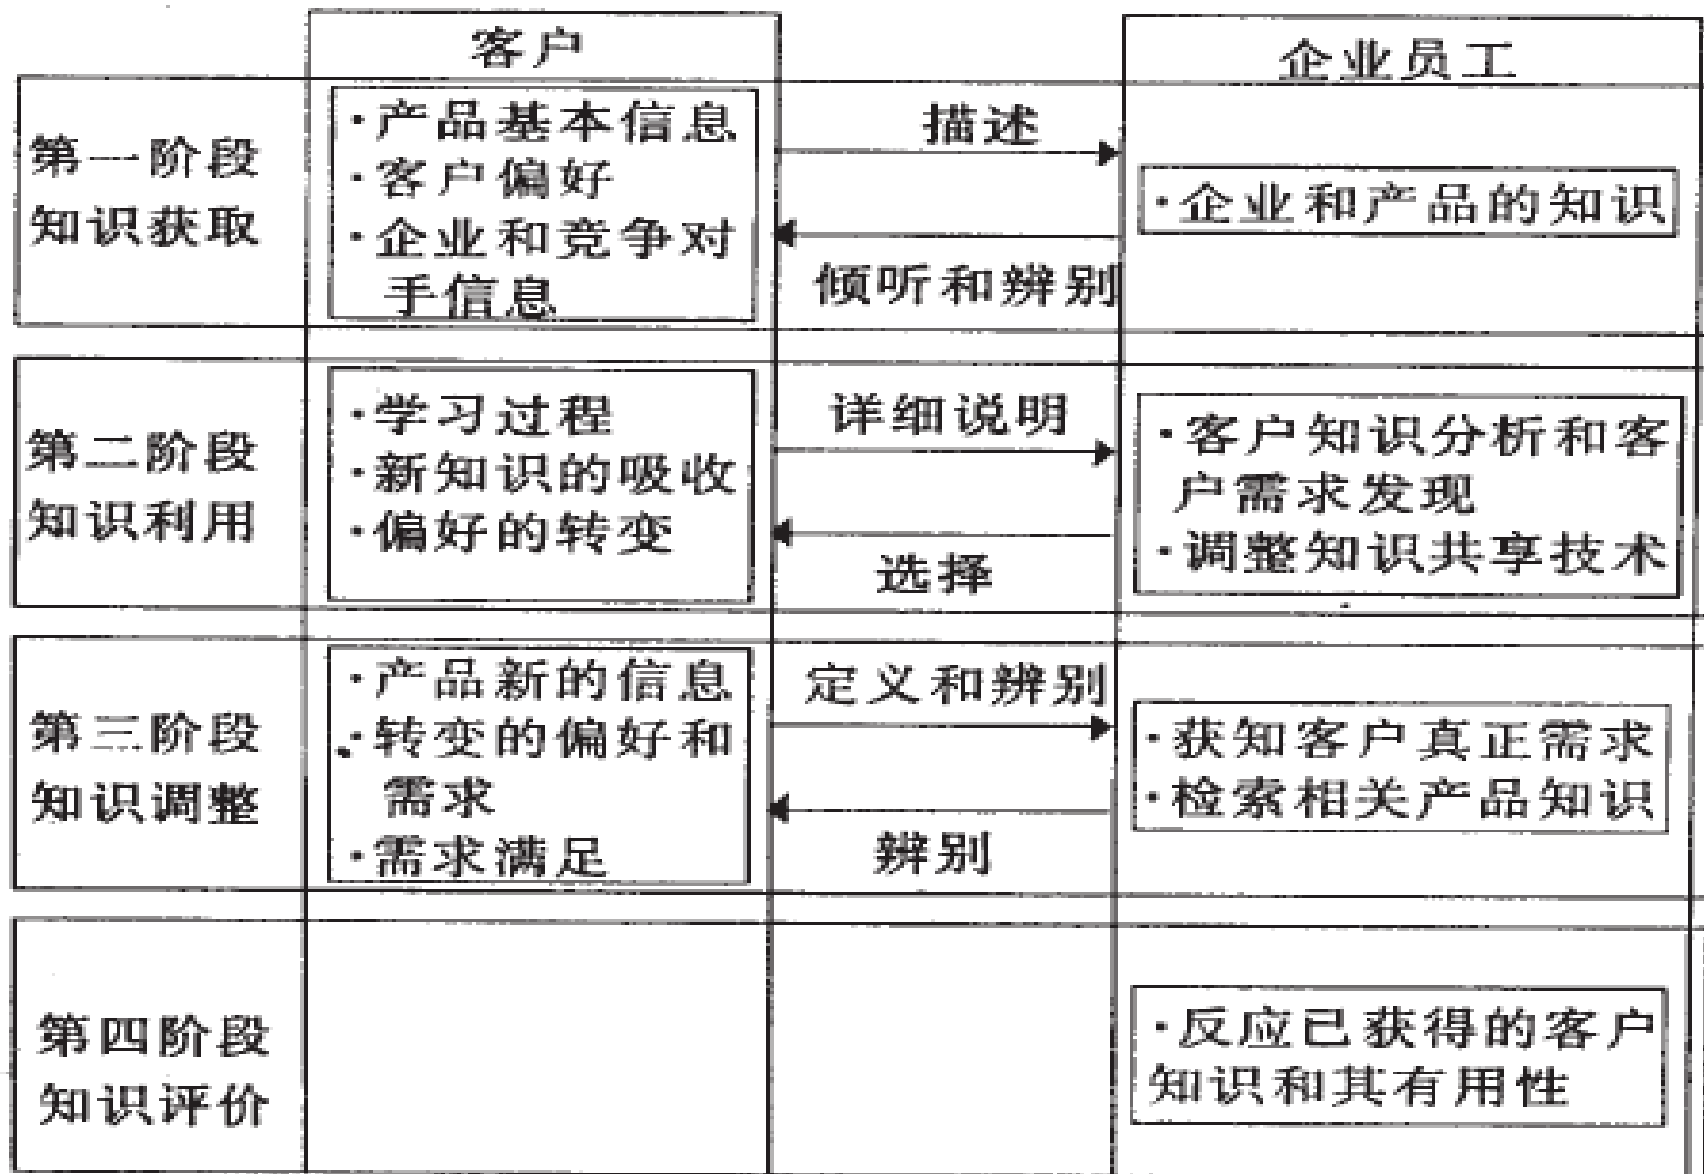 客户
企业员工
第一阶段
知识获取
·产品基本信息
·客户偏好
·企业和竞争对
手信息
描述
倾听和辨别
·企业和产品的知识
第二阶段
知识利用
·学习过程
·新知识的吸收
·偏好的转变
详细说明
选择
·客户知识分析和客
户需求发现
·调整知识共享技术
第三阶段
知识调整
·产品新的信息
·转变的偏好和
需求
·需求满足
定义和辨别
辨别
·获知客户真正需求
·检索相关产品知识
第四阶段
知识评价
·反应已获得的客户
知识和其有用性